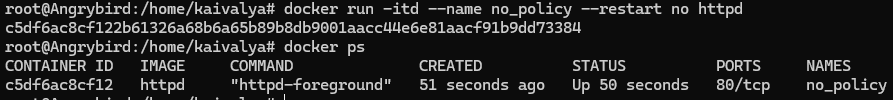 root@Angrybird:/home/kaivalya# docker run -itd --name no_policy --restart no httpd
c5df6ac8cf122b61326a68b6a65b89b8db9001aacc44e6e81aacf91b9dd73384
root@Angrybird:/home/kaivalya# docker ps
CONTAINER ID   IMAGE     COMMAND              CREATED          STATUS          PORTS     NAMES
c5df6ac8cf12   httpd     "httpd-foreground"   51 seconds ago   Up 50 seconds   80/tcp    no_policy